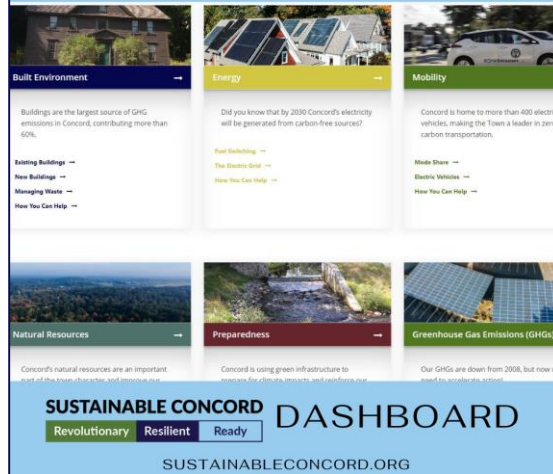 Built Environment →
Buildings are the largest source of GHG
emissions in Concord, contributing more than
60%.
Existing Buildings →
New Buildings →
Managing Waste →
How You Can Help →
Energy →
Did you know that by 2030 Concord's electricity
will be generated from carbon-free sources?
Fuel Switching →
The Electric Grid →
How You Can Help →
Mobility
Concord is home to more than 400 electri
vehicles, making the Town a leader in zer
carbon transportation.
Mode Share →
Electric Vehicles →
How You Can Help →
Natural Resources →
Concord's natural resources are an important
part of the town character and improve our
Preparedness →
Concord is using green infrastructure to
prepare for climate impacts and reinforce our
Greenhouse Gas Emissions (GHGs)
Our GHGs are down from 2008, but now
need to accelerate action!
SUSTAINABLE CONCORD
Revolutionary Resilient Ready
DASHBOARD
SUSTAINABLECONCORD.ORG